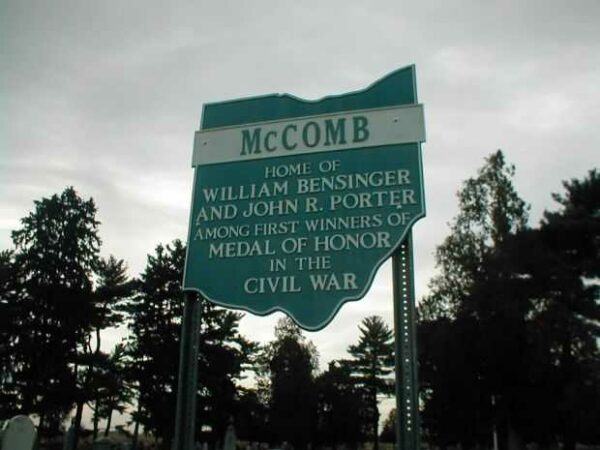 McCOMB
HOME OF
WILLIAM BENSINGER
AND JOHN R. PORTER
AMONG FIRST WINNERS OF
MEDAL OF HONOR
IN THE
CIVIL WAR